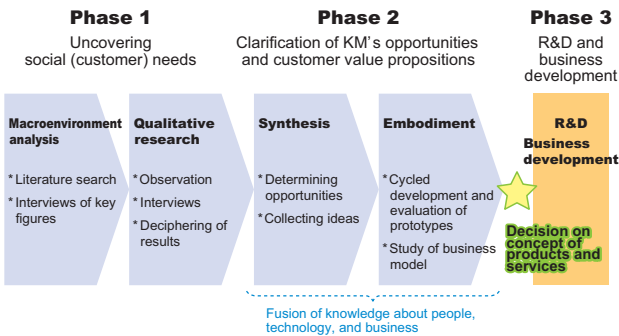 Phase 1
Uncovering
social (customer) needs
Phase 2
Clarification of KM's opportunities
and customer value propositions
Phase 3
R&D and
business
development
Macroenvironment
analysis
* Literature search
* Interviews of key
figures
Qualitative
research
* Observation
* Interviews
* Deciphering of
results
Synthesis
* Determining
opportunities
* Collecting ideas
Embodiment
* Cycled
development and
evaluation of
prototypes
* Study of business
model
R&D
Business
development
Decision on
concept of
products and
services
Fusion of knowledge about people,
technology, and business